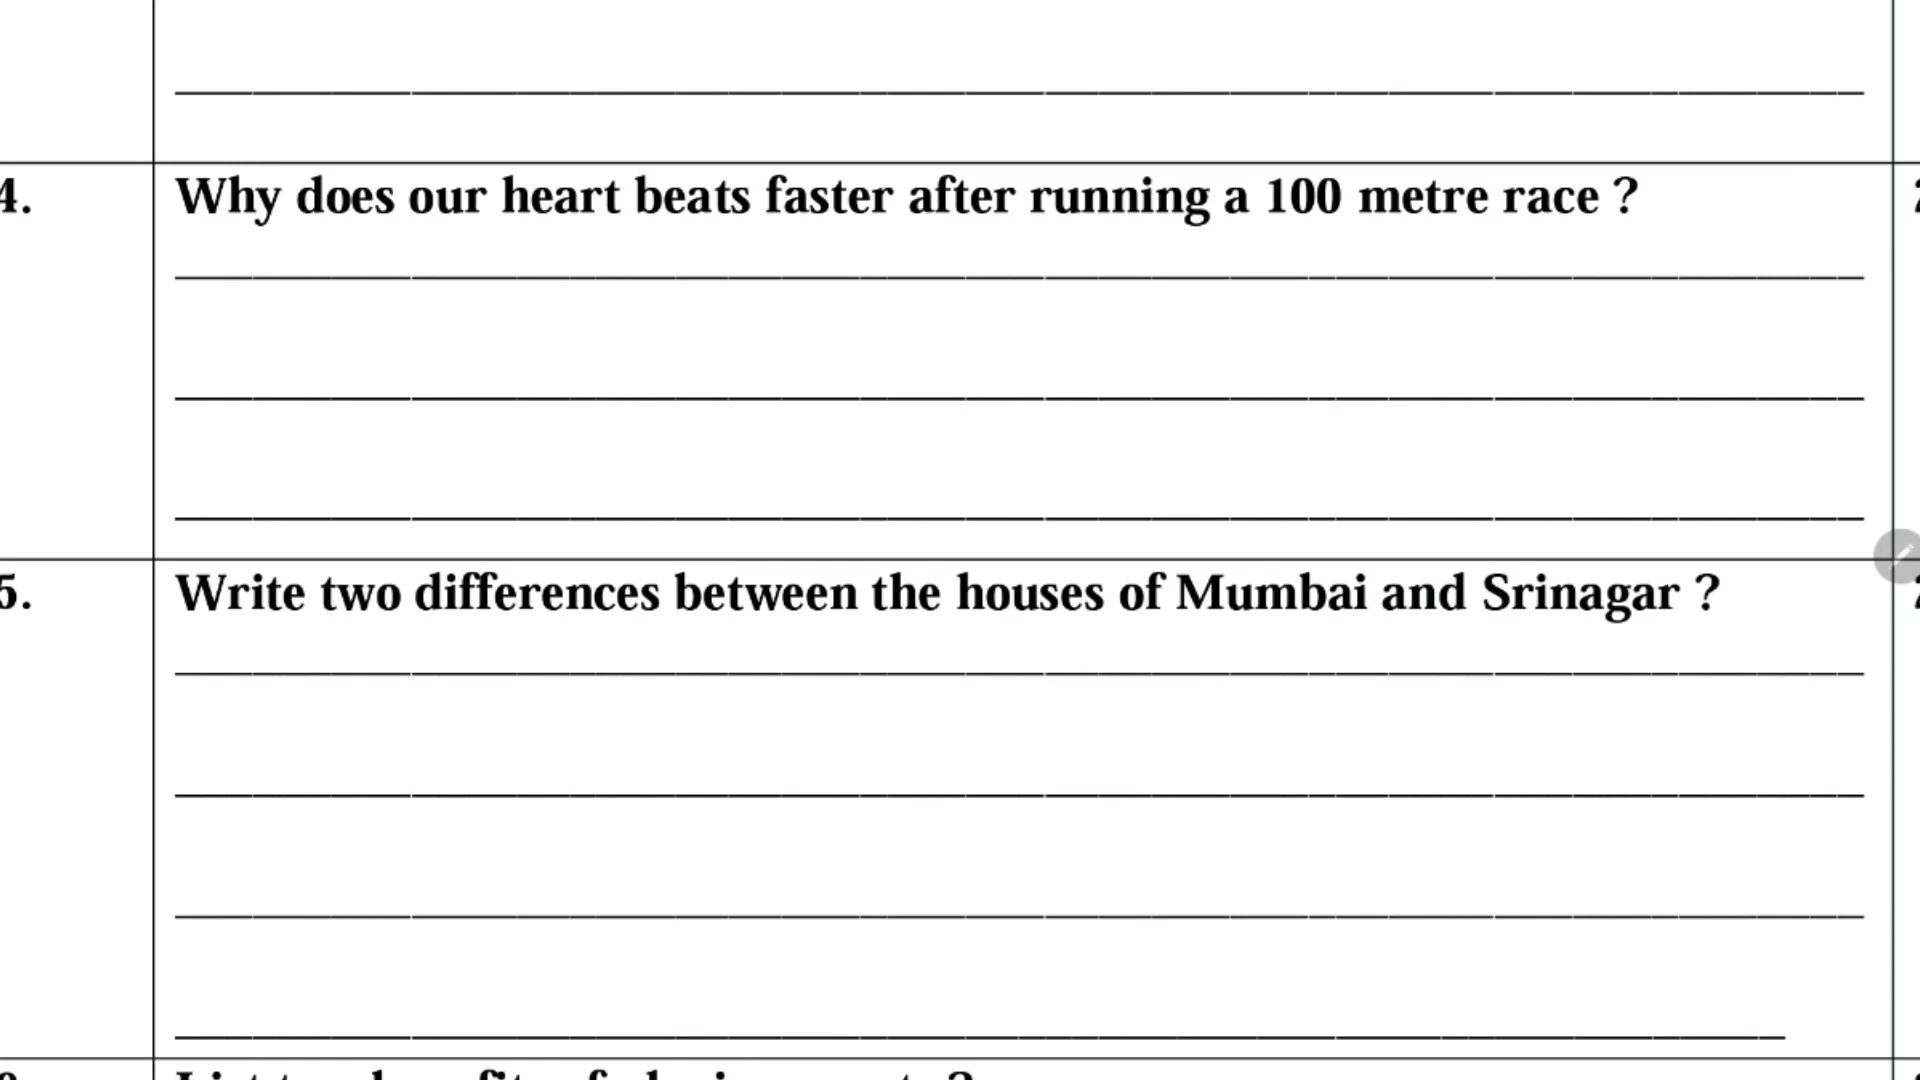 4. Why does our heart beats faster after running a 100 metre race ?
5. Write two differences between the houses of Mumbai and Srinagar ?